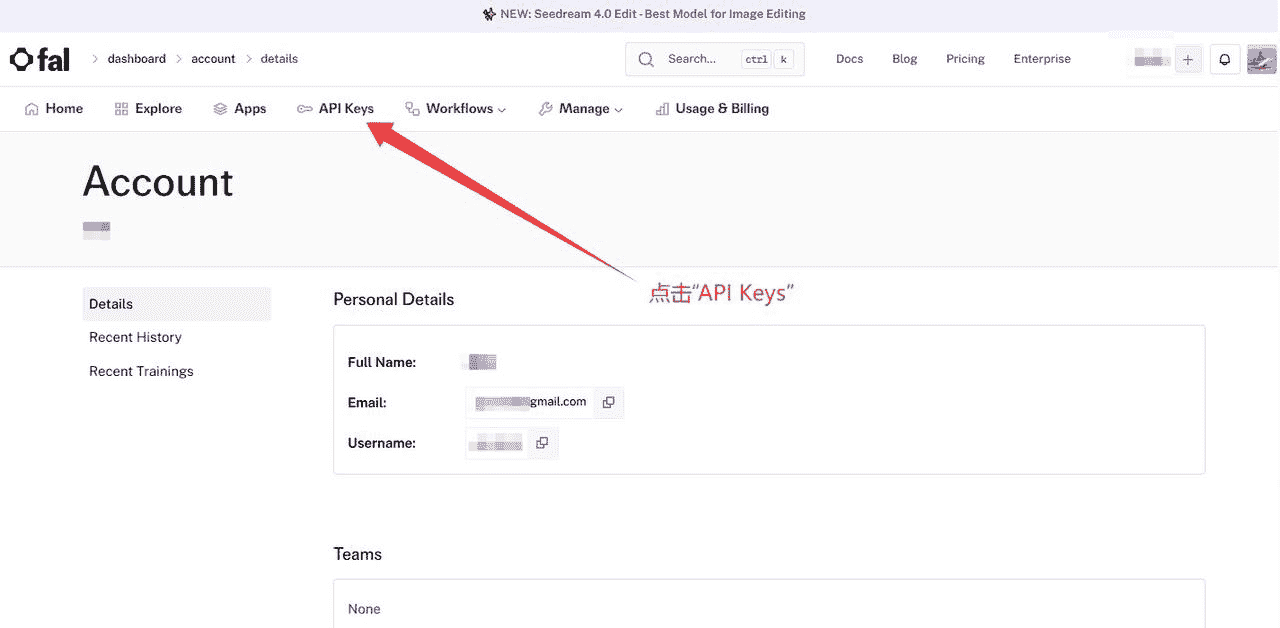 NEW: Seedream 4.0 Edit - Best Model for Image Editing
fal
dashboard
account
details
Search...
ctrl
k
Docs
Blog
Pricing
Enterprise
Home
Explore
Apps
API Keys
Workflows
Manage
Usage & Billing
Account
点击“API Keys”
Details
Recent History
Recent Trainings
Personal Details
Full Name:
Email:
gmail.com
Username:
Teams
None